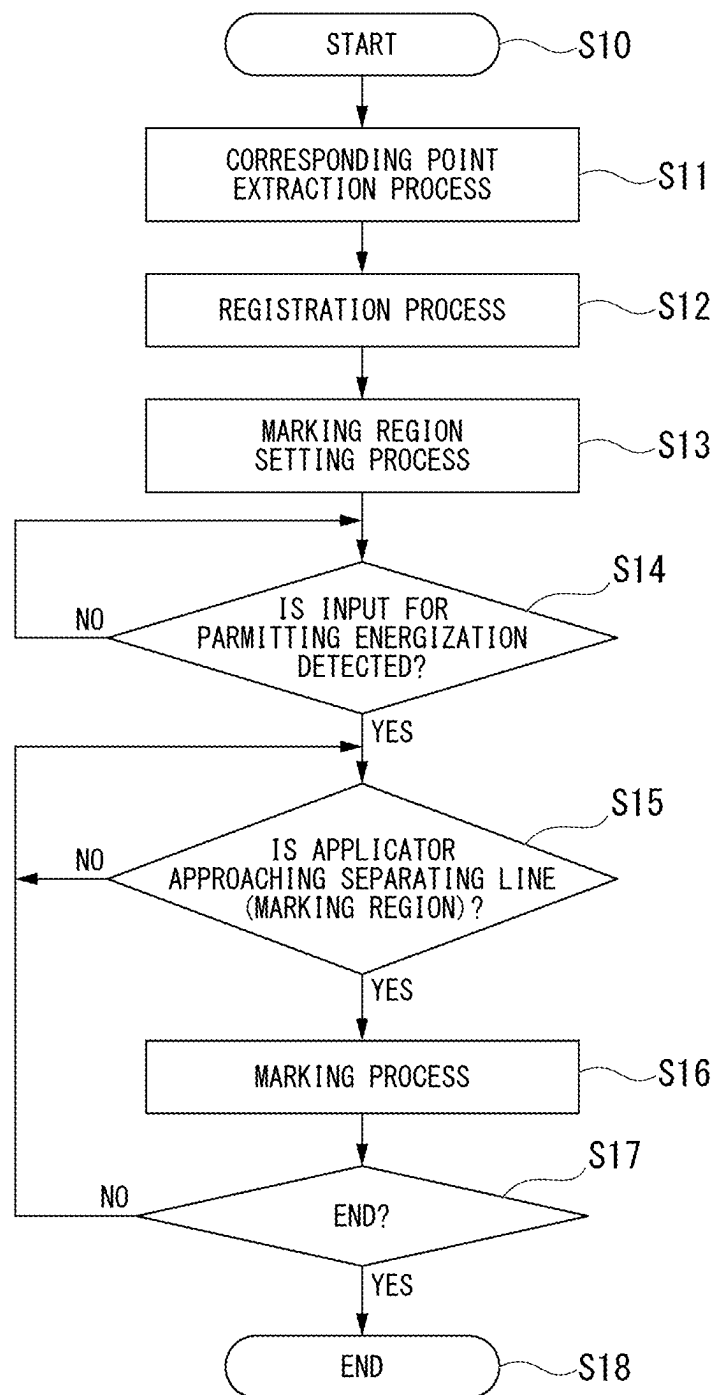 START
S10
CORRESPONDING POINT
EXTRACTION PROCESS
S11
REGISTRATION PROCESS
S12
MARKING REGION
SETTING PROCESS
S13
S14
IS INPUT FOR
PARMITTING ENERGIZATION
DETECTED?
NO
YES
S15
IS APPLICATOR
APPROACHING SEPARATING LINE
(MARKING REGION)?
NO
YES
MARKING PROCESS
S16
S17
END?
NO
YES
END
S18